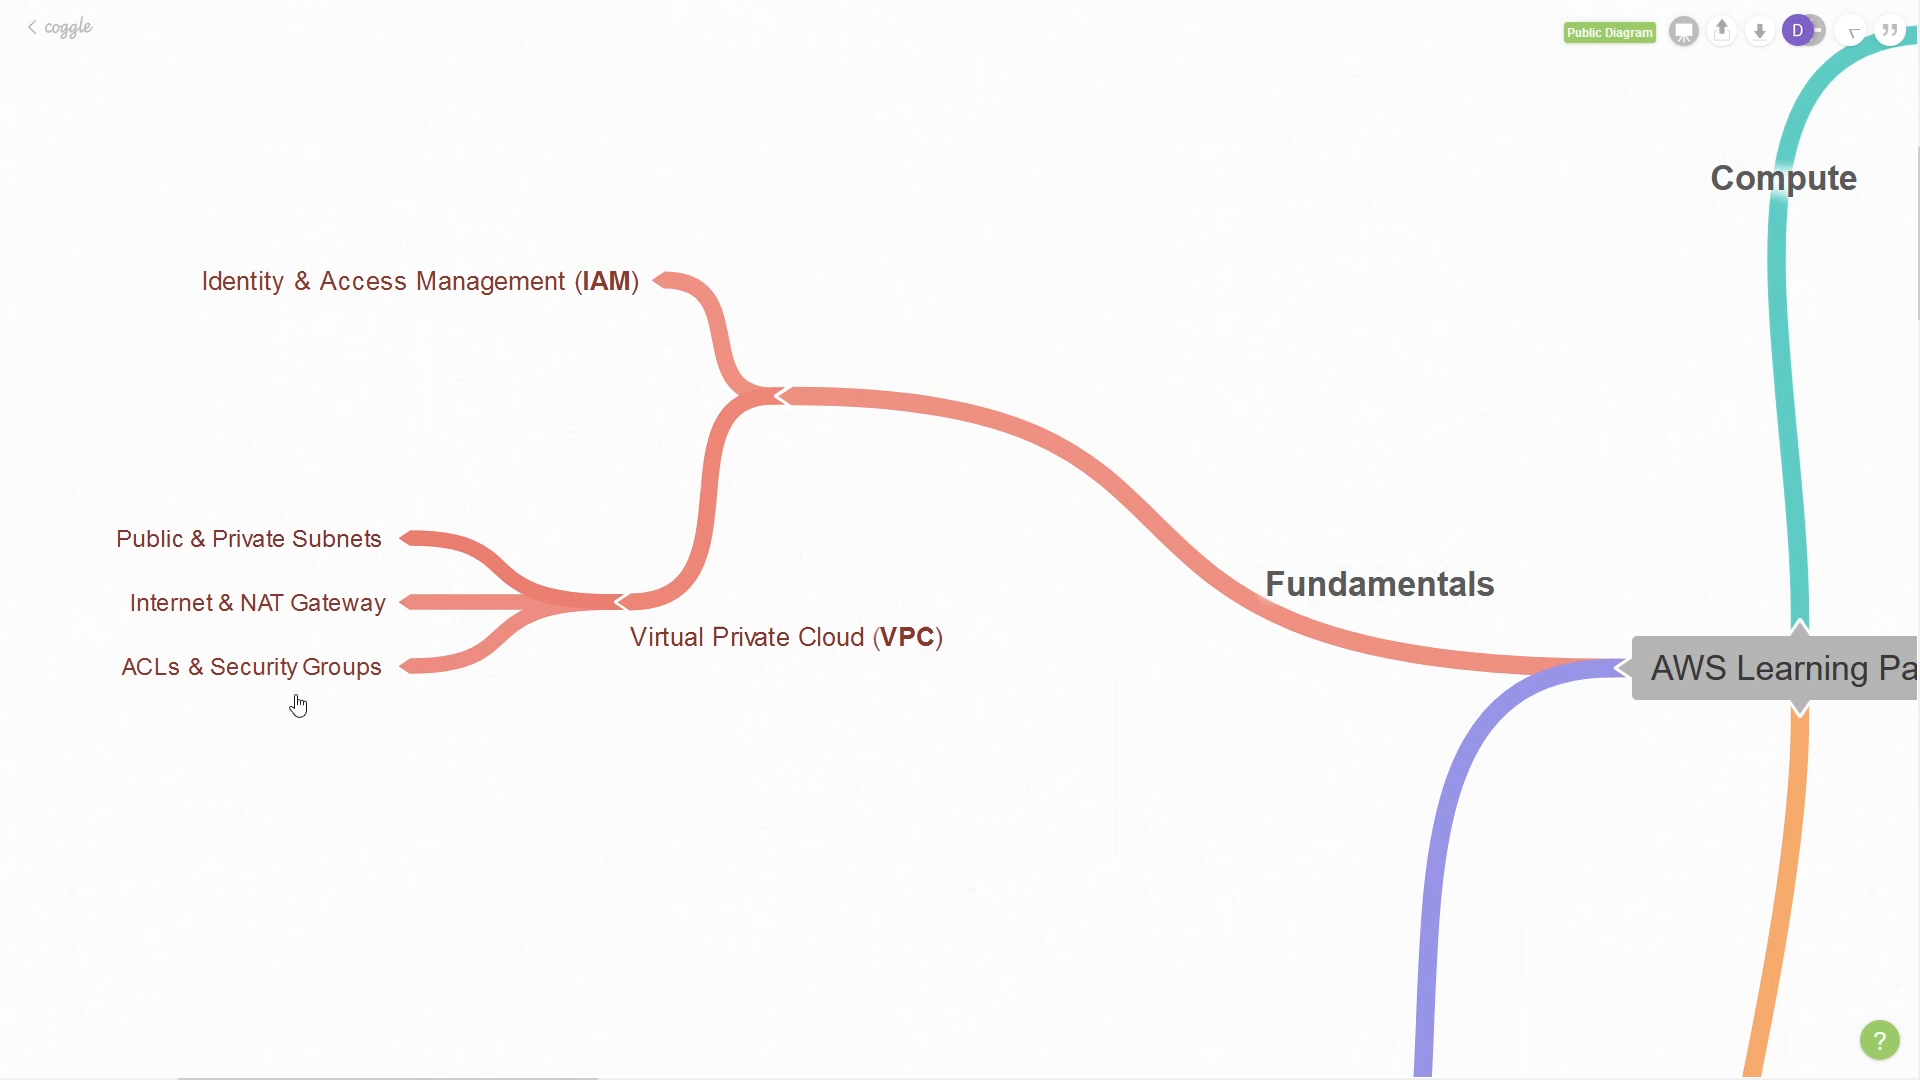 coggle
Public Diagram
D
Compute
Identity & Access Management (IAM)
Public & Private Subnets
Fundamentals
Internet & NAT Gateway
Virtual Private Cloud (VPC)
ACLs & Security Groups
AWS Learning Pa
?